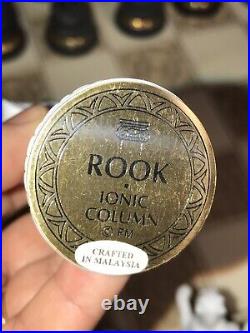 ROOK
IONIC
COLUMN
© FM
CRAFTED
IN MALAYSIA